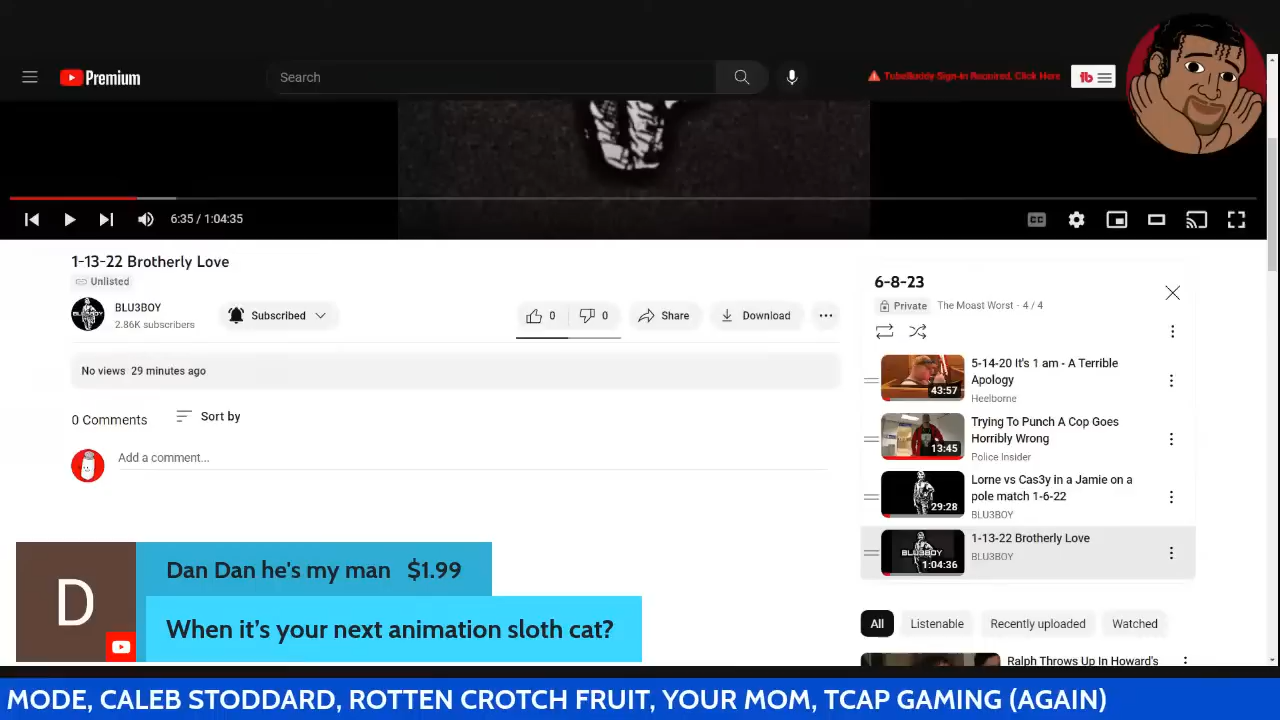 Premium
Search
TubeBuddy Sign-In Required, Click Here
tb
6:35 / 1:04:35
CC
1-13-22 Brotherly Love
Unlisted
BLU3BOY
2.86K subscribers
Subscribed
0
0
Share
Download
No views 29 minutes ago
0 Comments
Sort by
Add a comment...
6-8-23
Private
The Moast Worst - 4 / 4
43:57
5-14-20 It's 1 am - A Terrible
Apology
Heelborne
13:45
Trying To Punch A Cop Goes
Horribly Wrong
Police Insider
29:28
Lorne vs Cas3y in a Jamie on a
pole match 1-6-22
BLU3BOY
BLU3BOY
1:04:36
1-13-22 Brotherly Love
BLU3BOY
All
Listenable
Recently uploaded
Watched
Ralph Throws Up In Howard's
D
Dan Dan he's my man $1.99
When it's your next animation sloth cat?
MODE, CALEB STODDARD, ROTTEN CROTCH FRUIT, YOUR MOM, TCAP GAMING (AGAIN)